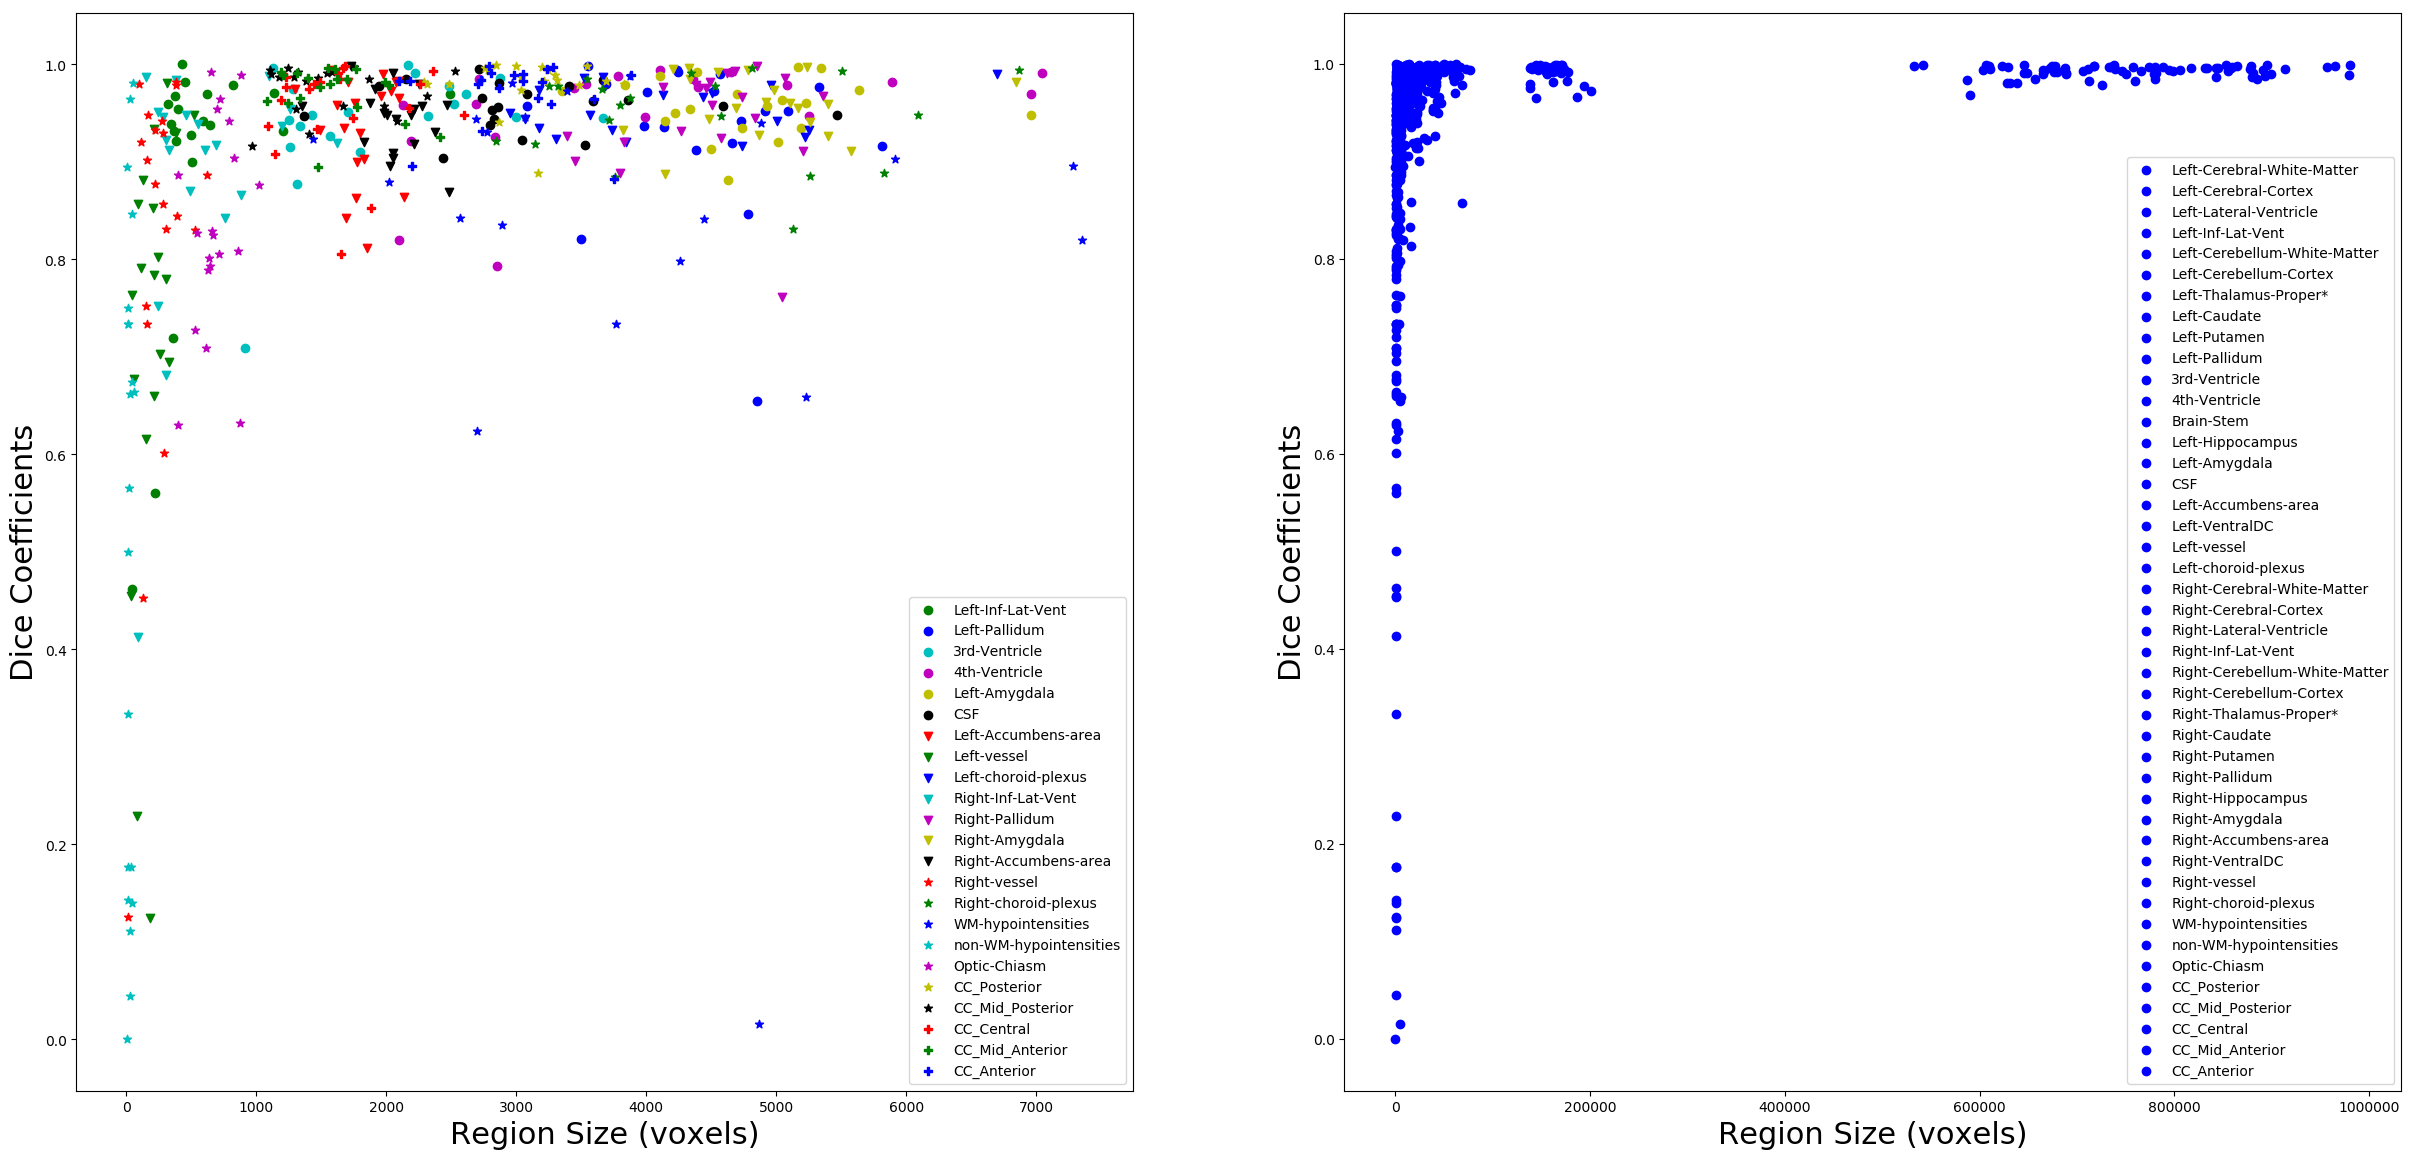 1.0
0.8
0.6
0.4
0.2
0.0
Dice Coefficients
0 1000 2000 3000 4000 5000 6000 7000
Region Size (voxels)
Left-Inf-Lat-Vent
Left-Pallidum
3rd-Ventricle
4th-Ventricle
Left-Amygdala
CSF
Left-Accumbens-area
Left-vessel
Left-choroid-plexus
Right-Inf-Lat-Vent
Right-Pallidum
Right-Amygdala
Right-Accumbens-area
Right-vessel
Right-choroid-plexus
WM-hypointensities
non-WM-hypointensities
Optic-Chiasm
CC_Posterior
CC_Mid_Posterior
CC_Central
CC_Mid_Anterior
CC_Anterior
1.0
0.8
0.6
0.4
0.2
0.0
Dice Coefficients
0 200000 400000 600000 800000 1000000
Region Size (voxels)
Left-Cerebral-White-Matter
Left-Cerebral-Cortex
Left-Lateral-Ventricle
Left-Inf-Lat-Vent
Left-Cerebellum-White-Matter
Left-Cerebellum-Cortex
Left-Thalamus-Proper*
Left-Caudate
Left-Putamen
Left-Pallidum
3rd-Ventricle
4th-Ventricle
Brain-Stem
Left-Hippocampus
Left-Amygdala
CSF
Left-Accumbens-area
Left-VentralDC
Left-vessel
Left-choroid-plexus
Right-Cerebral-White-Matter
Right-Cerebral-Cortex
Right-Lateral-Ventricle
Right-Inf-Lat-Vent
Right-Cerebellum-White-Matter
Right-Cerebellum-Cortex
Right-Thalamus-Proper*
Right-Caudate
Right-Putamen
Right-Pallidum
Right-Hippocampus
Right-Amygdala
Right-Accumbens-area
Right-VentralDC
Right-vessel
Right-choroid-plexus
WM-hypointensities
non-WM-hypointensities
Optic-Chiasm
CC_Posterior
CC_Mid_Posterior
CC_Central
CC_Mid_Anterior
CC_Anterior